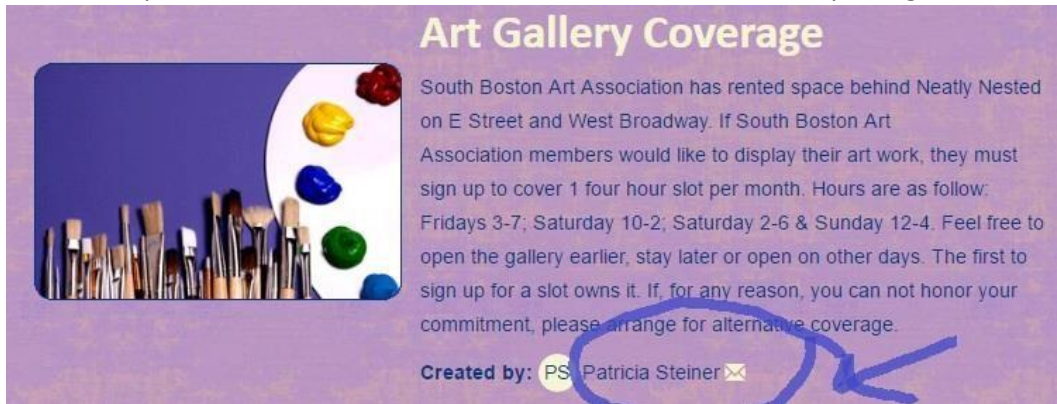 Art Gallery Coverage
South Boston Art Association has rented space behind Neatly Nested
on E Street and West Broadway. If South Boston Art
Association members would like to display their art work, they must
sign up to cover 1 four hour slot per month. Hours are as follow:
Fridays 3-7; Saturday 10-2; Saturday 2-6 & Sunday 12-4. Feel free to
open the gallery earlier, stay later or open on other days. The first to
sign up for a slot owns it. If, for any reason, you can not honor your
commitment, please arrange for alternative coverage.
Created by: PS Patricia Steiner